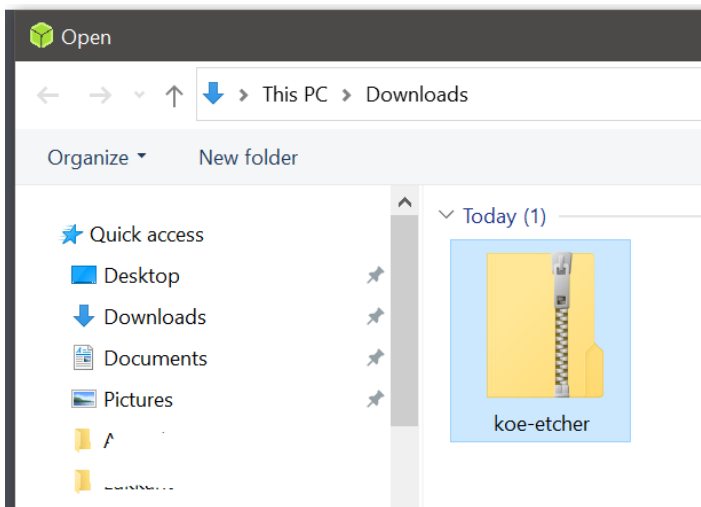 Open
This PC > Downloads
Organize
New folder
Quick access
Desktop
Downloads
Documents
Pictures
Today (1)
koe-etcher